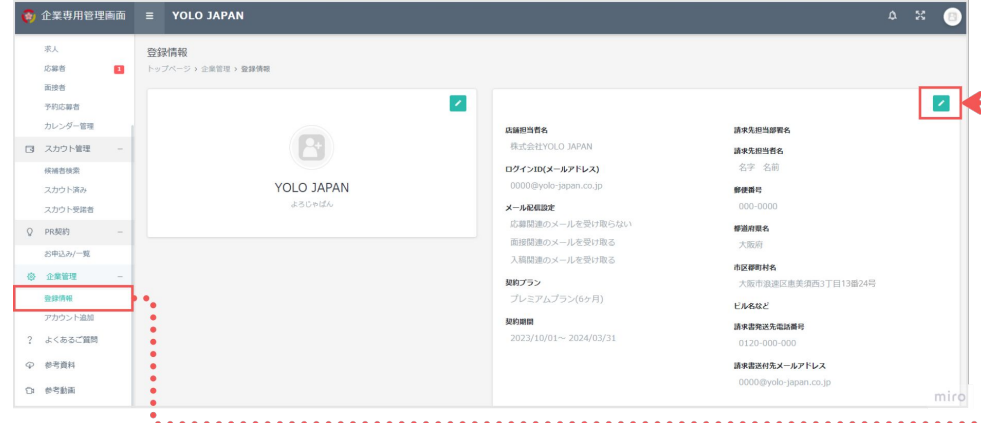 企業専用管理画面
YOLO JAPAN
求人
応募者 1
面接者
予約応募者
カレンダー管理
スカウト管理
候補者検索
スカウト済み
スカウト受諾者
PR契約
お申込み/一覧
企業管理
登録情報
アカウント追加
よくあるご質問
参考資料
参考動画
登録情報
トップページ › 企業管理 › 登録情報
YOLO JAPAN
よろじゃぱん
店舗担当者名
株式会社YOLO JAPAN
ログインID(メールアドレス)
0000@yolo-japan.co.jp
メール配信設定
応募関連のメールを受け取らない
面接関連のメールを受け取る
入稿関連のメールを受け取る
契約プラン
プレミアムプラン(6ヶ月)
契約期間
2023/10/01～ 2024/03/31
請求先担当部署名
請求先担当者名
名字 名前
郵便番号
000-0000
都道府県名
大阪府
市区郡町村名
大阪市浪速区恵美須西3丁目13番24号
ビル名など
請求書発送先電話番号
0120-000-000
請求書送付先メールアドレス
0000@yolo-japan.co.jp
miro